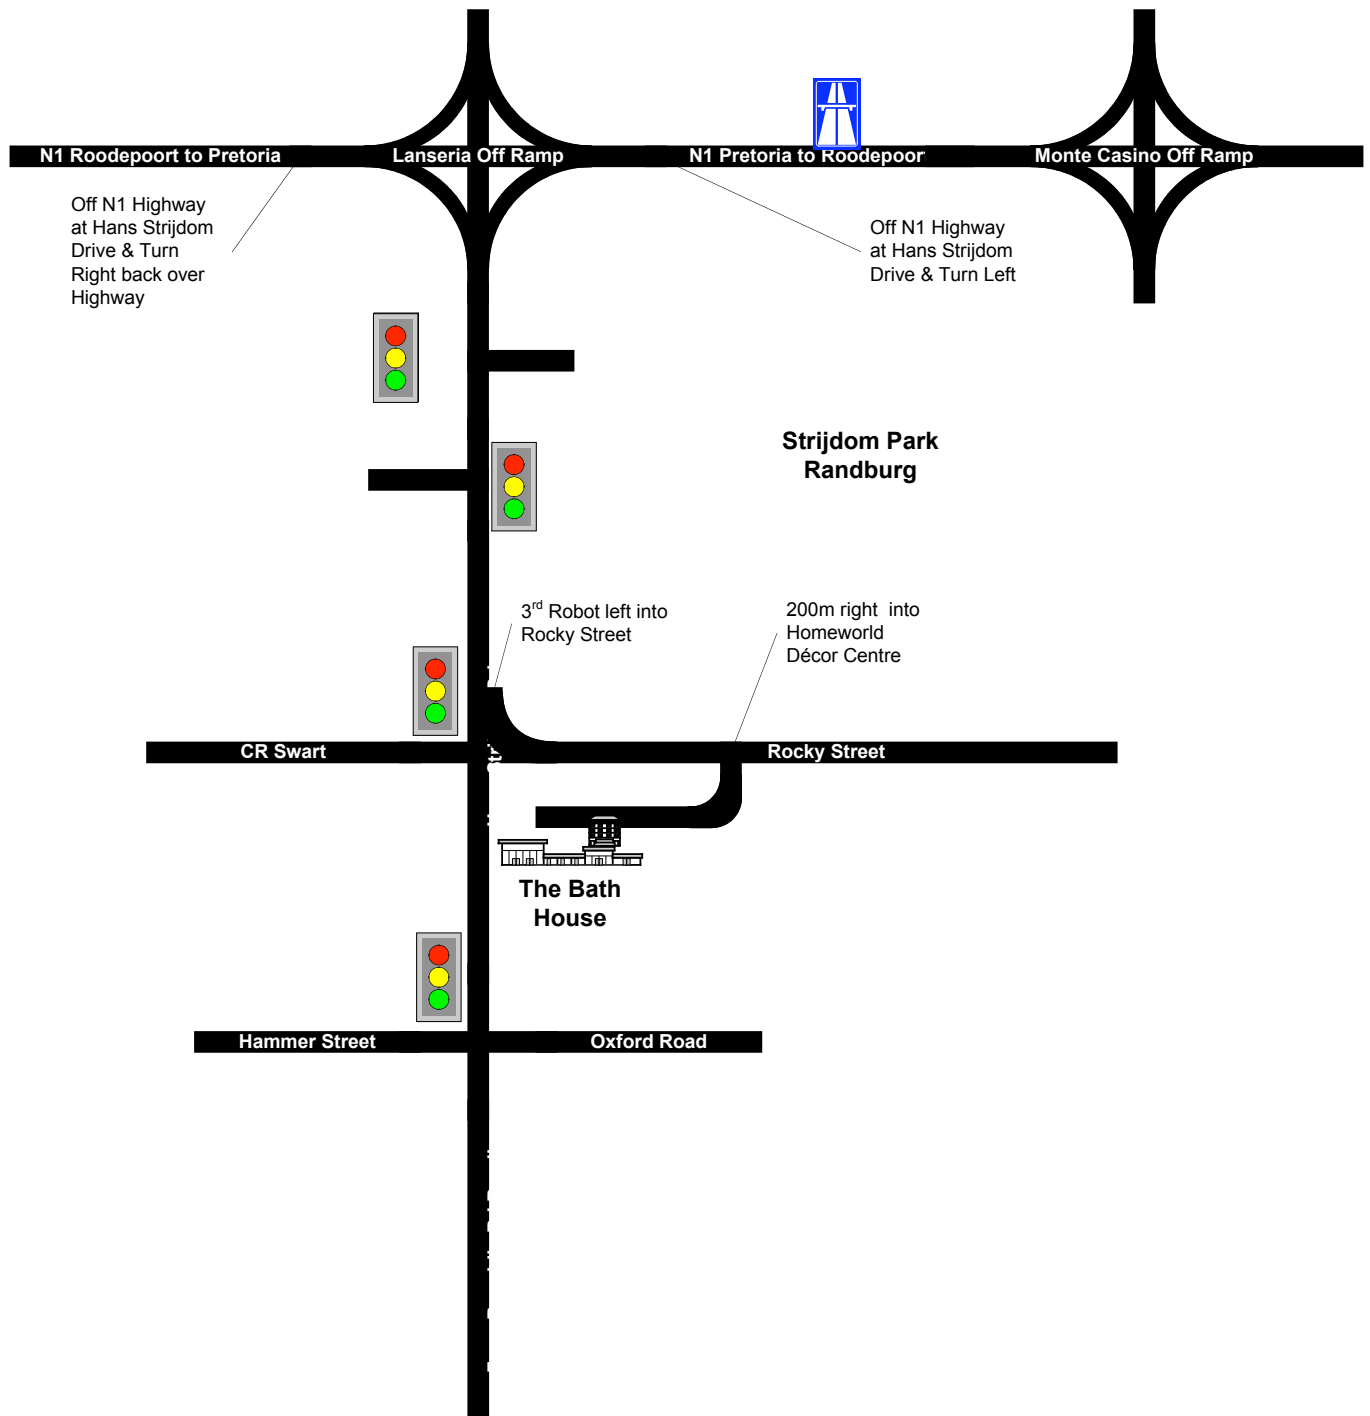 N1 Roodepoort to Pretoria
Lanseria Off Ramp
N1 Pretoria to Roodepoort
Monte Casino Off Ramp
Off N1 Highway
at Hans Strijdom
Drive & Turn
Right back over
Highway
Off N1 Highway
at Hans Strijdom
Drive & Turn Left
Strijdom Park
Randburg
3rd Robot left into
Rocky Street
200m right into
Homeworld
Décor Centre
CR Swart
Rocky Street
The Bath
House
Hammer Street
Oxford Road